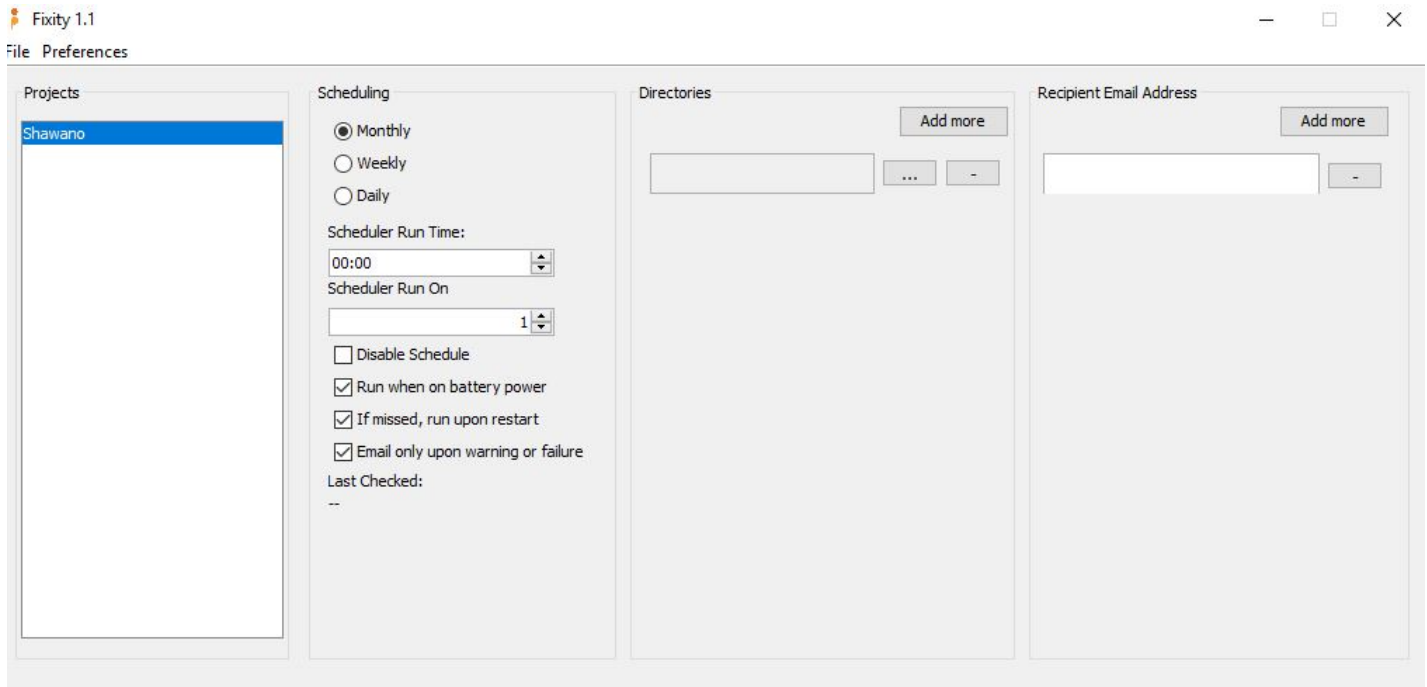 Fixity 1.1
File Preferences
Projects
Shawano
Scheduling
Monthly
Weekly
Daily
Scheduler Run Time:
00:00
Scheduler Run On
1
Disable Schedule
Run when on battery power
If missed, run upon restart
Email only upon warning or failure
Last Checked:
--
Directories
Add more
...
-
Recipient Email Address
Add more
-